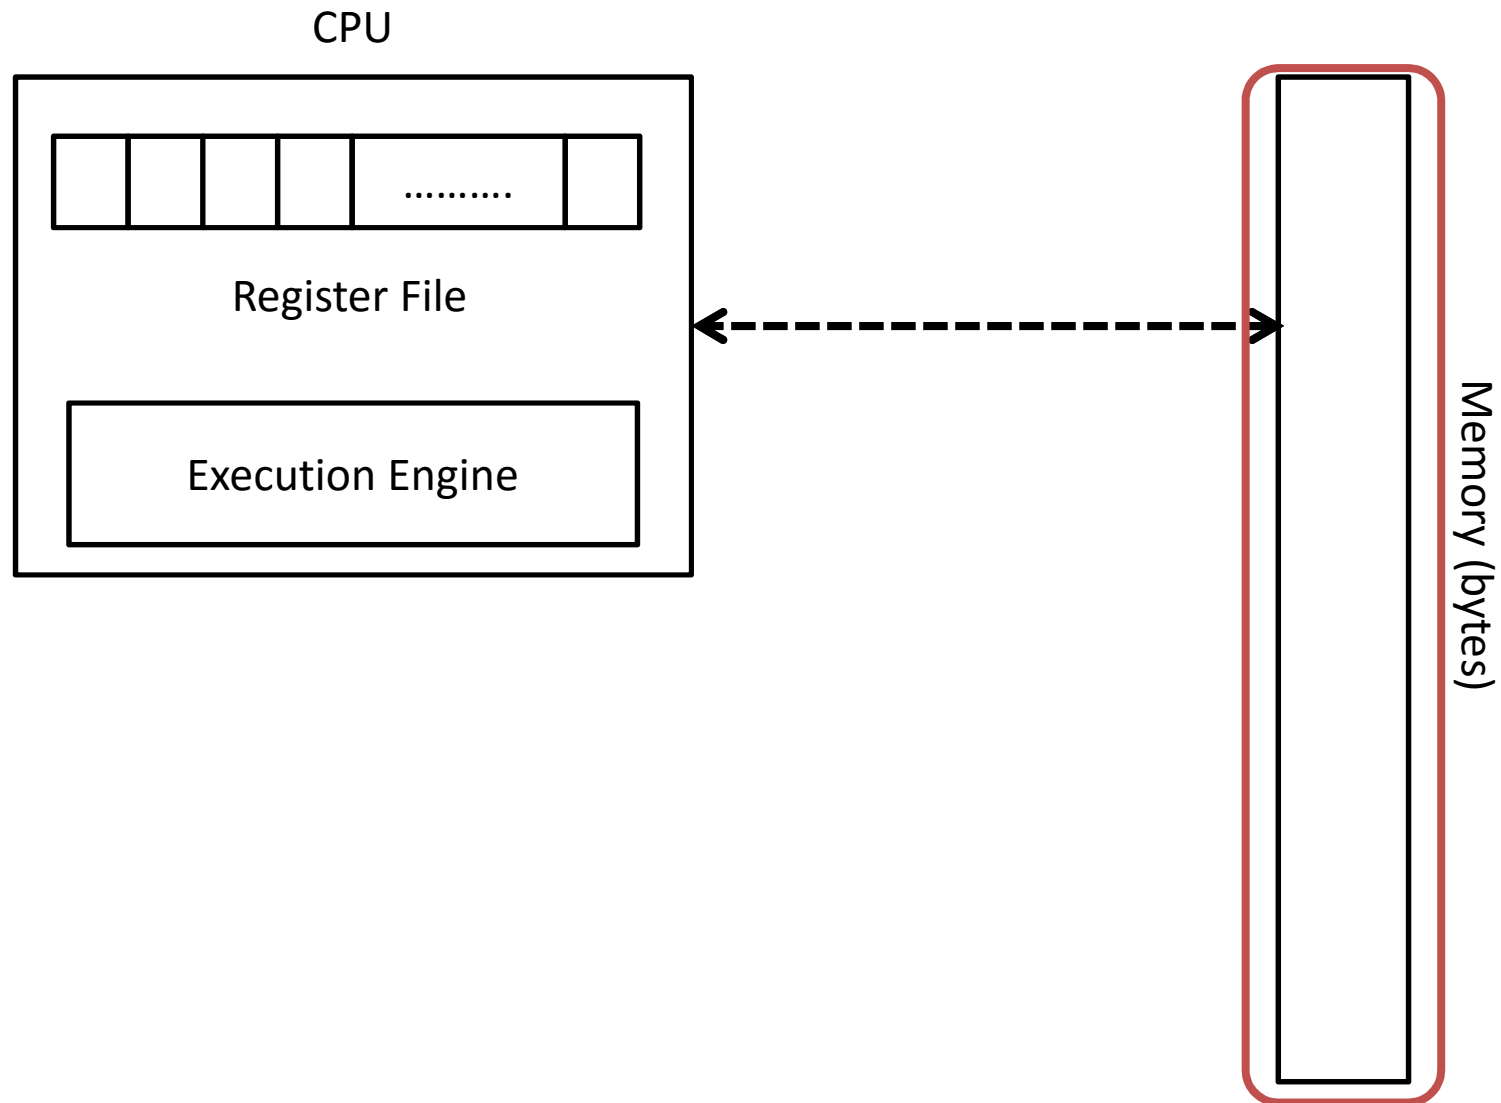 CPU
……….
Register File
Execution Engine
Memory (bytes)